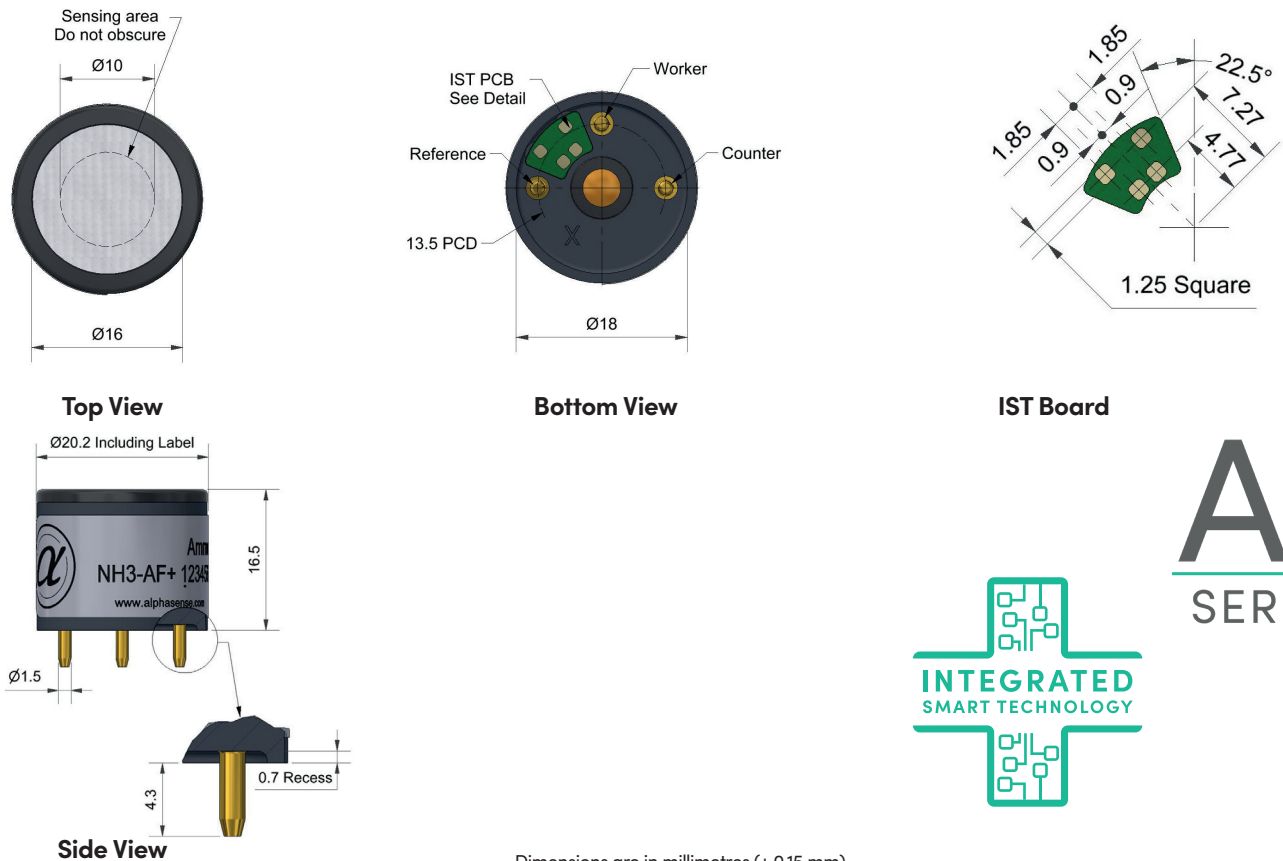 Sensing area
Do not obscure
Ø10
Ø16
Top View
IST PCB
See Detail
Worker
Reference
Counter
13.5 PCD
X
Ø18
Bottom View
1.85
22.5°
0.9
7.27
1.85
0.9
4.77
1.25 Square
IST Board
Ø20.2 Including Label
16.5
α
Amm
NH3-AF+ 123456
www.alphasense.com
Ø1.5
4.3
0.7 Recess
Side View
A
SER
INTEGRATED
SMART TECHNOLOGY